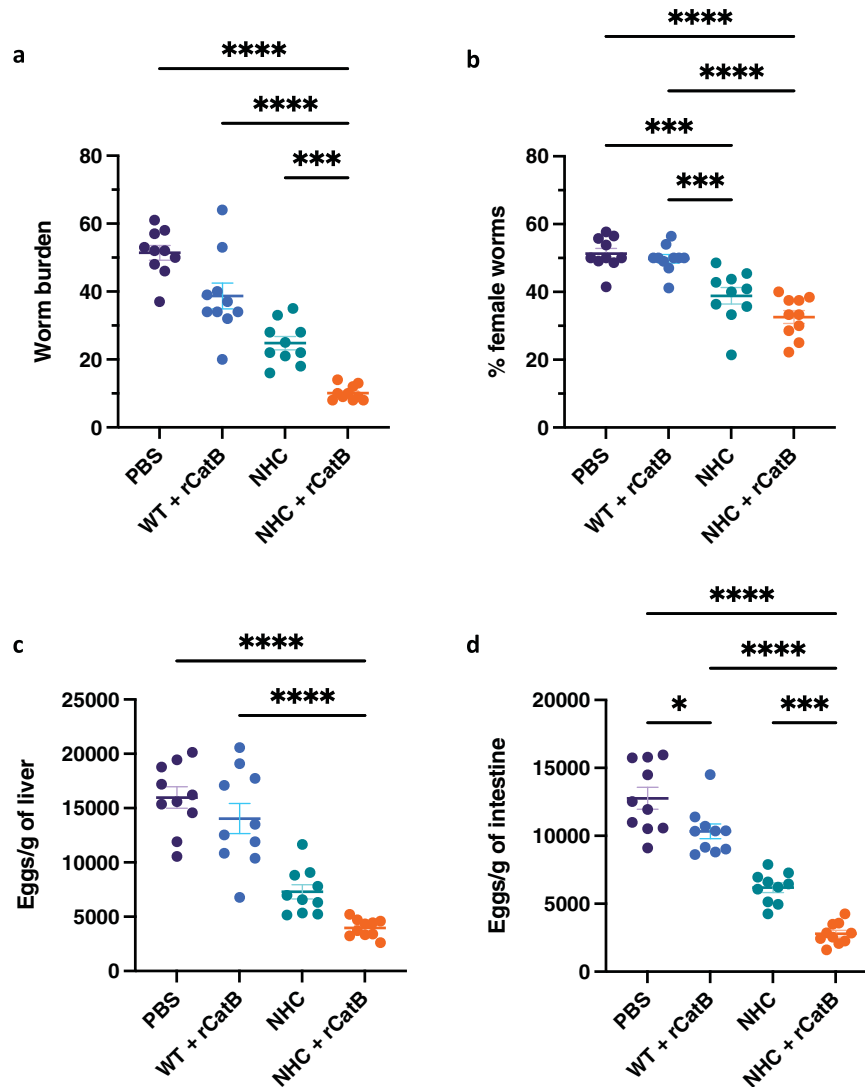 a
****
****
***
Worm burden
80
60
40
20
0
PBS
WT + rCatB
NHC
NHC + rCatB
b
****
****
***
***
% female worms
80
60
40
20
0
PBS
WT + rCatB
NHC
NHC + rCatB
c
****
****
Eggs/g of liver
25000
20000
15000
10000
5000
0
PBS
WT + rCatB
NHC
NHC + rCatB
d
****
****
*
***
Eggs/g of intestine
20000
15000
10000
5000
0
PBS
WT + rCatB
NHC
NHC + rCatB